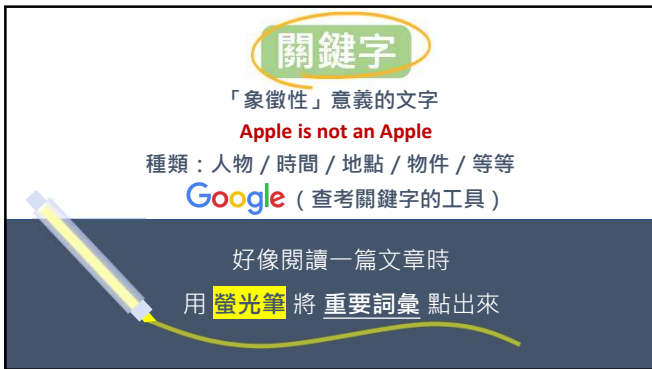 關鍵字
「象徵性」意義的文字
Apple is not an Apple
種類：人物 / 時間 / 地點 / 物件 / 等等
Google（查考關鍵字的工具）
好像閱讀一篇文章時
用 螢光筆 將 重要詞彙 點出來